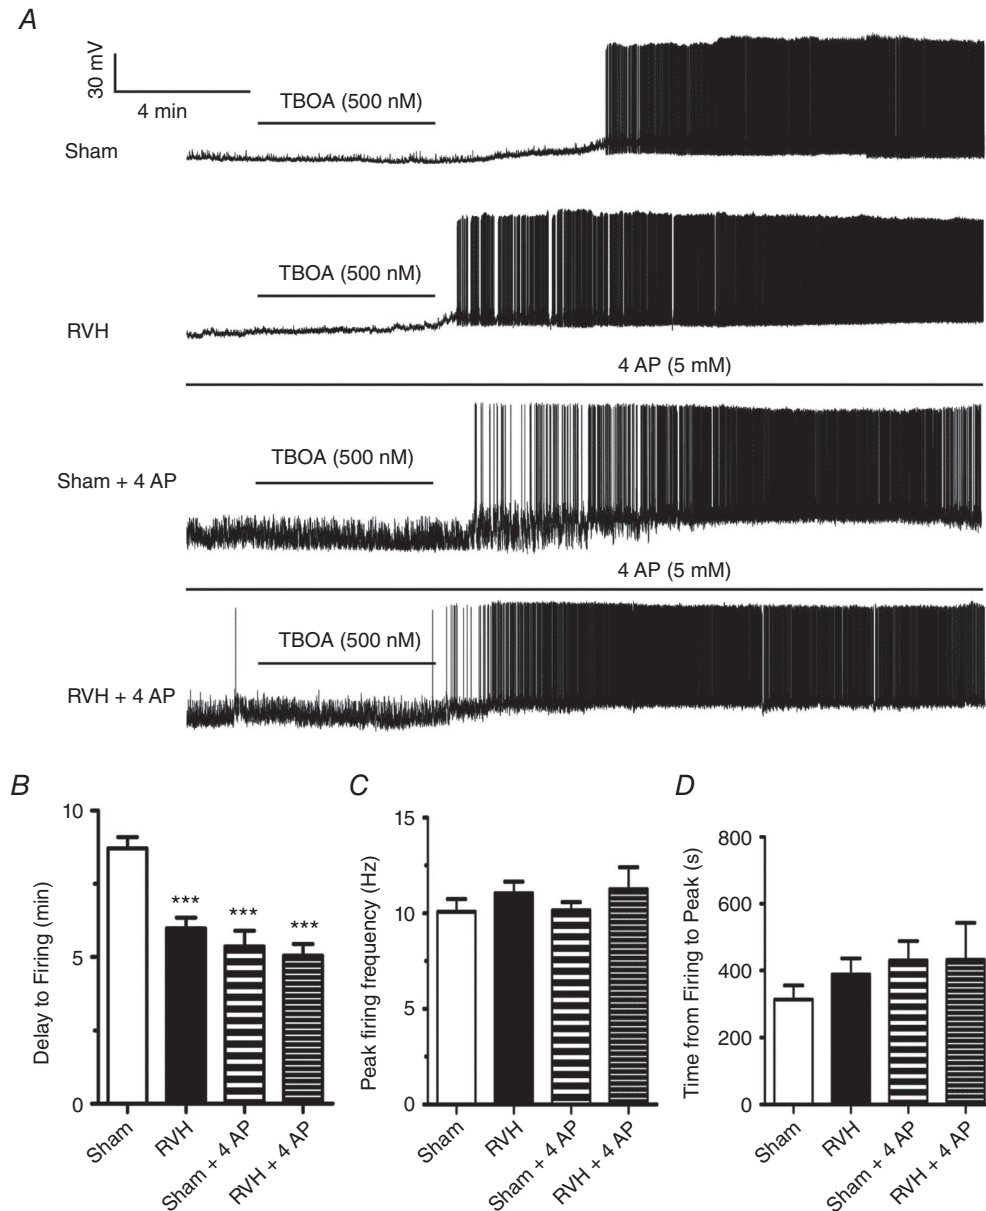 A
30 mV
4 min
TBOA (500 nM)
Sham
TBOA (500 nM)
RVH
4 AP (5 mM)
TBOA (500 nM)
Sham + 4 AP
4 AP (5 mM)
TBOA (500 nM)
RVH + 4 AP
B
10
5
0
Delay to Firing (min)
***
***
***
Sham
RVH
Sham + 4 AP
RVH + 4 AP
C
15
10
5
0
Peak firing frequency (Hz)
Sham
RVH
Sham + 4 AP
RVH + 4 AP
D
800
600
400
200
0
Time from Firing to Peak (s)
Sham
RVH
Sham + 4 AP
RVH + 4 AP